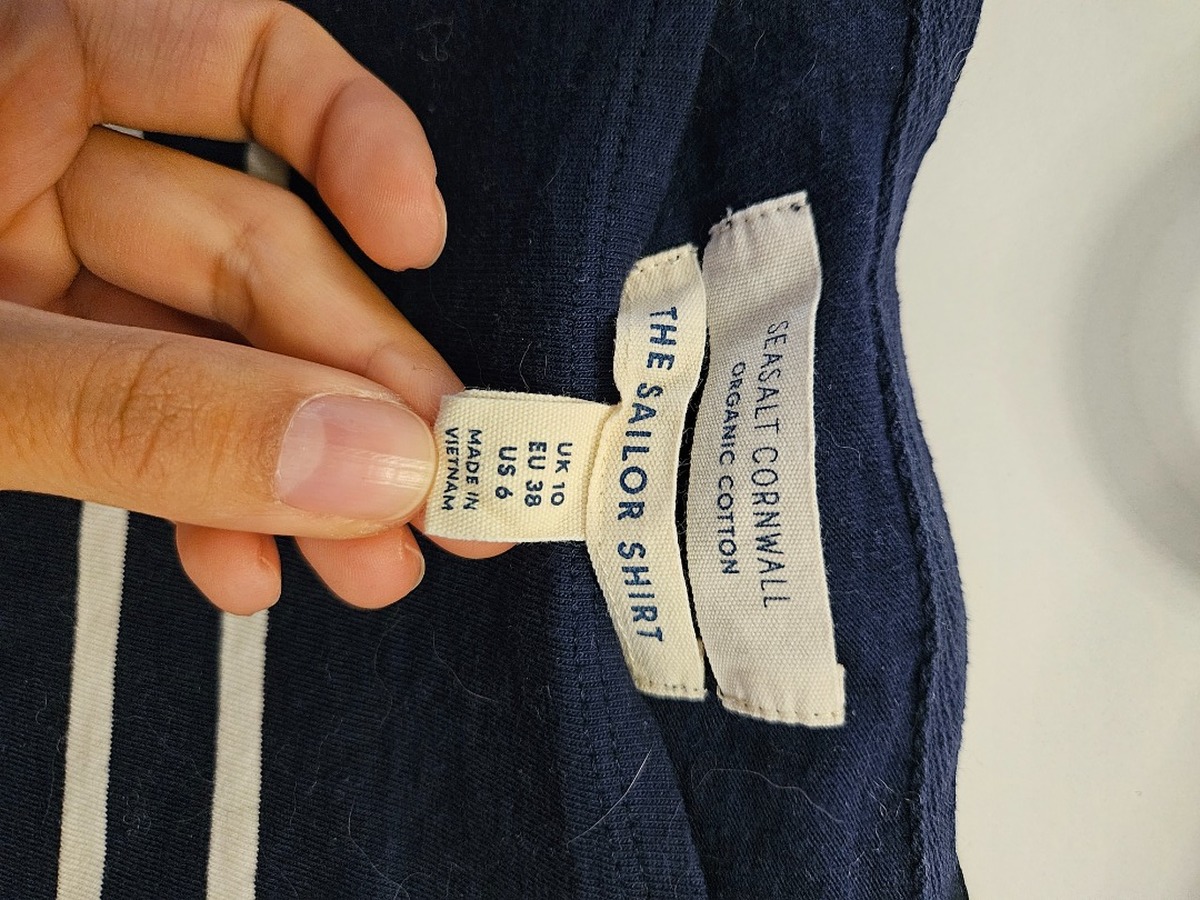 SEASALT CORNWALL
ORGANIC COTTON
THE SAILOR SHIRT
UK 10
EU 38
US 6
MADE IN
VIETNAM